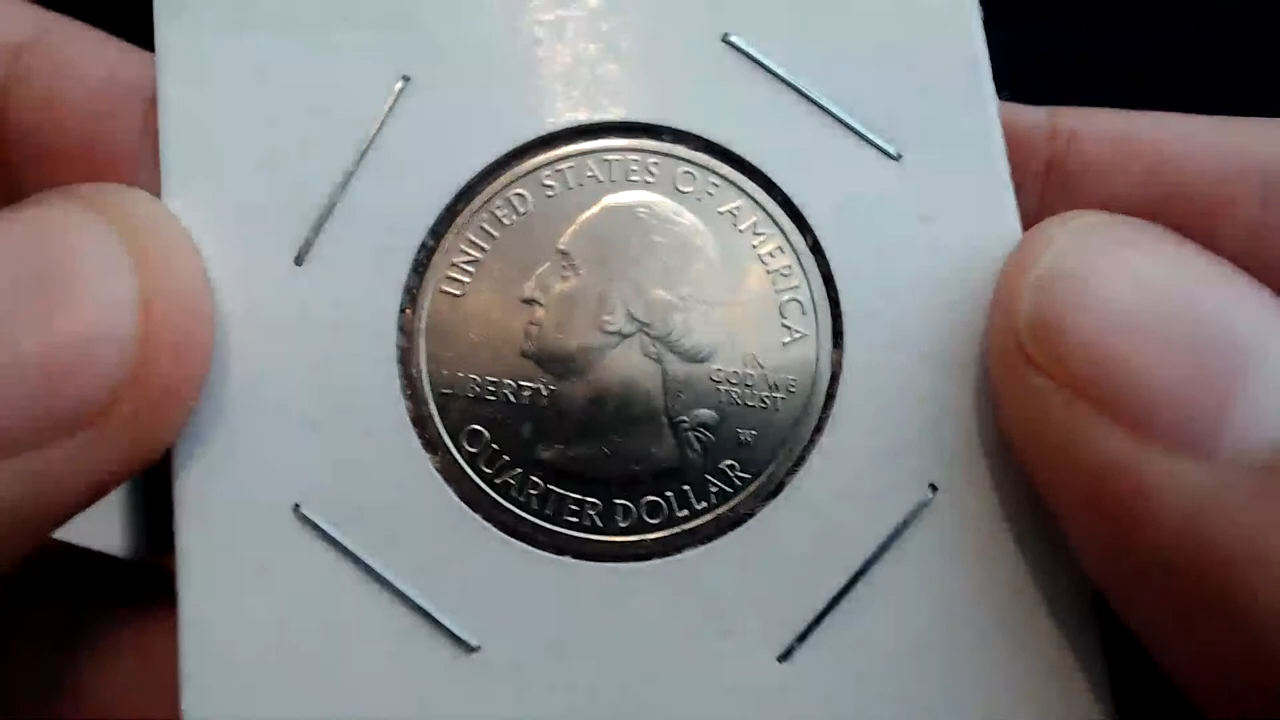 UNITED STATES OF AMERICA
LIBERTY
IN
GOD WE
TRUST
W
QUARTER DOLLAR